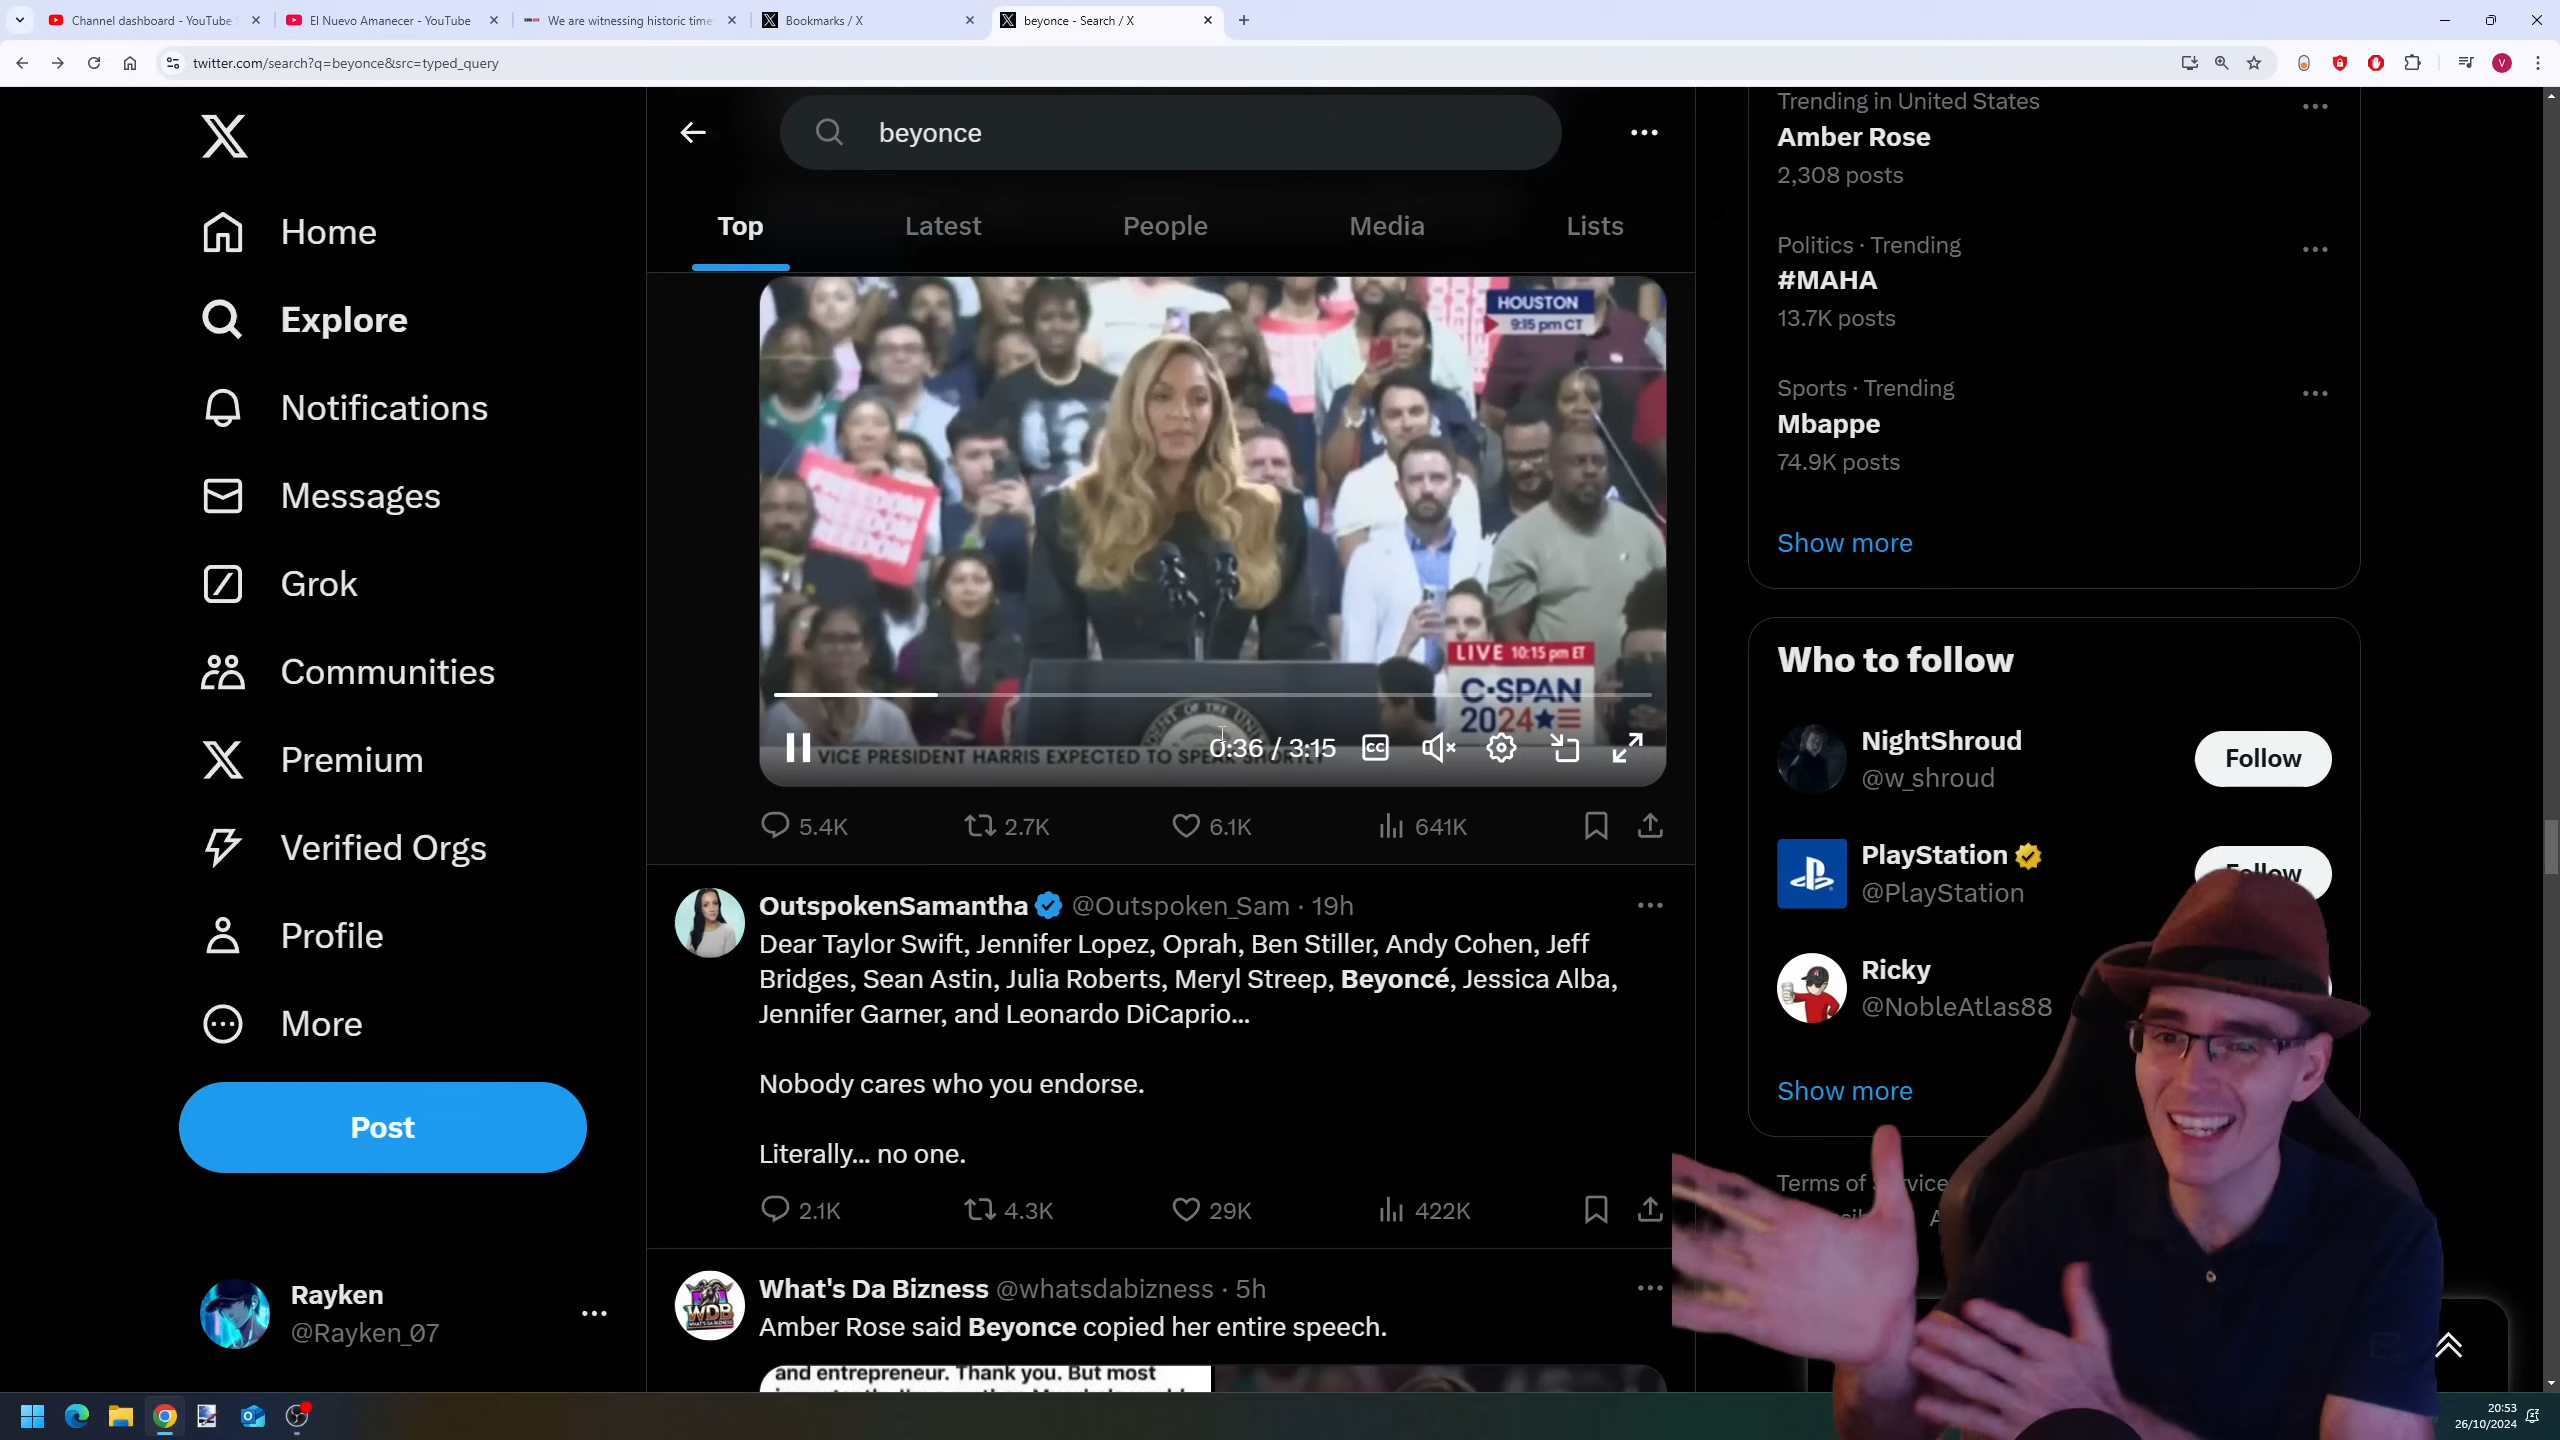 Channel dashboard - YouTube
El Nuevo Amanecer - YouTube
We are witnessing historic time
Bookmarks / X
beyonce - Search / X
twitter.com/search?q=beyonce&src=typed_query
V
Home
Explore
Notifications
Messages
Grok
Communities
Premium
Verified Orgs
Profile
More
Post
Rayken
@Rayken_07
beyonce
Top
Latest
People
Media
Lists
HOUSTON
9:15 pm CT
FREEDOM
FREEDOM
LIVE 10:15 pm ET
C-SPAN
2024
VICE PRESIDENT HARRIS EXPECTED TO SPEAK SHORTLY
0:36 / 3:15
CC
5.4K
2.7K
6.1K
641K
OutspokenSamantha @Outspoken_Sam · 19h
Dear Taylor Swift, Jennifer Lopez, Oprah, Ben Stiller, Andy Cohen, Jeff
Bridges, Sean Astin, Julia Roberts, Meryl Streep, Beyoncé, Jessica Alba,
Jennifer Garner, and Leonardo DiCaprio...
Nobody cares who you endorse.
Literally... no one.
2.1K
4.3K
29K
422K
WDB
What's Da Bizness @whatsdabizness · 5h
Amber Rose said Beyonce copied her entire speech.
and entrepreneur. Thank you. But most
Trending in United States
Amber Rose
2,308 posts
Politics · Trending
#MAHA
13.7K posts
Sports · Trending
Mbappe
74.9K posts
Show more
Who to follow
NightShroud
@w_shroud
Follow
PlayStation
@PlayStation
Follow
Ricky
@NobleAtlas88
Show more
Terms of
20:53
26/10/2024